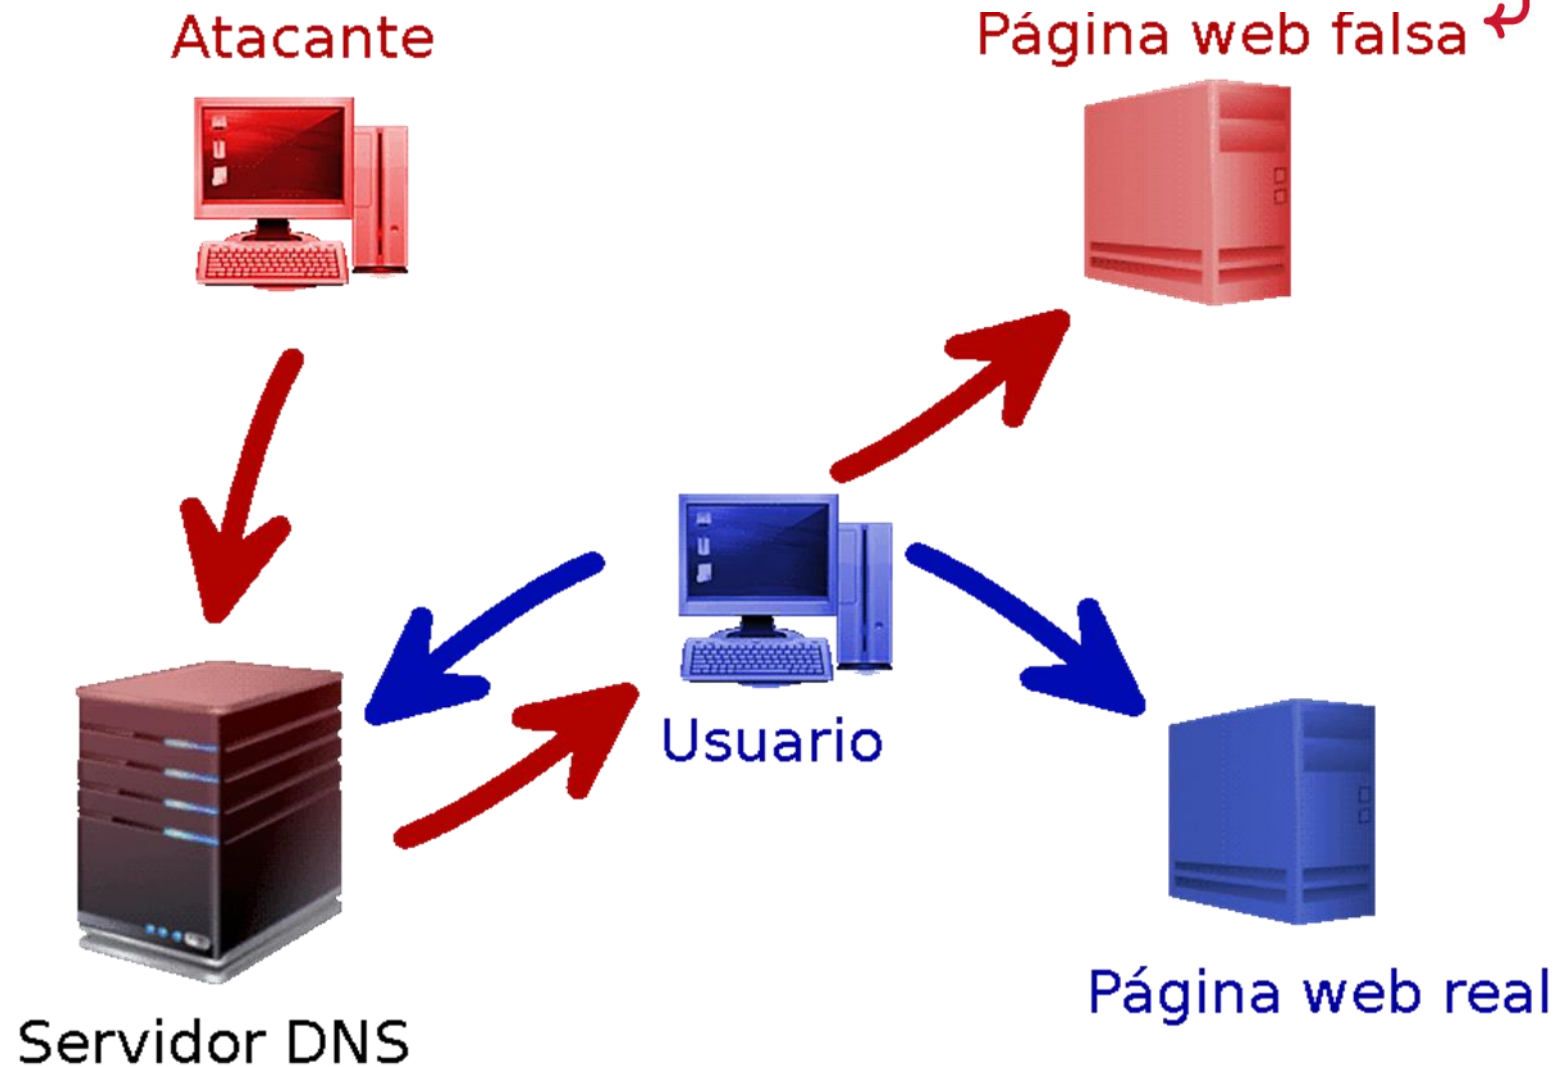 Atacante
Página web falsa
Usuario
Página web real
Servidor DNS